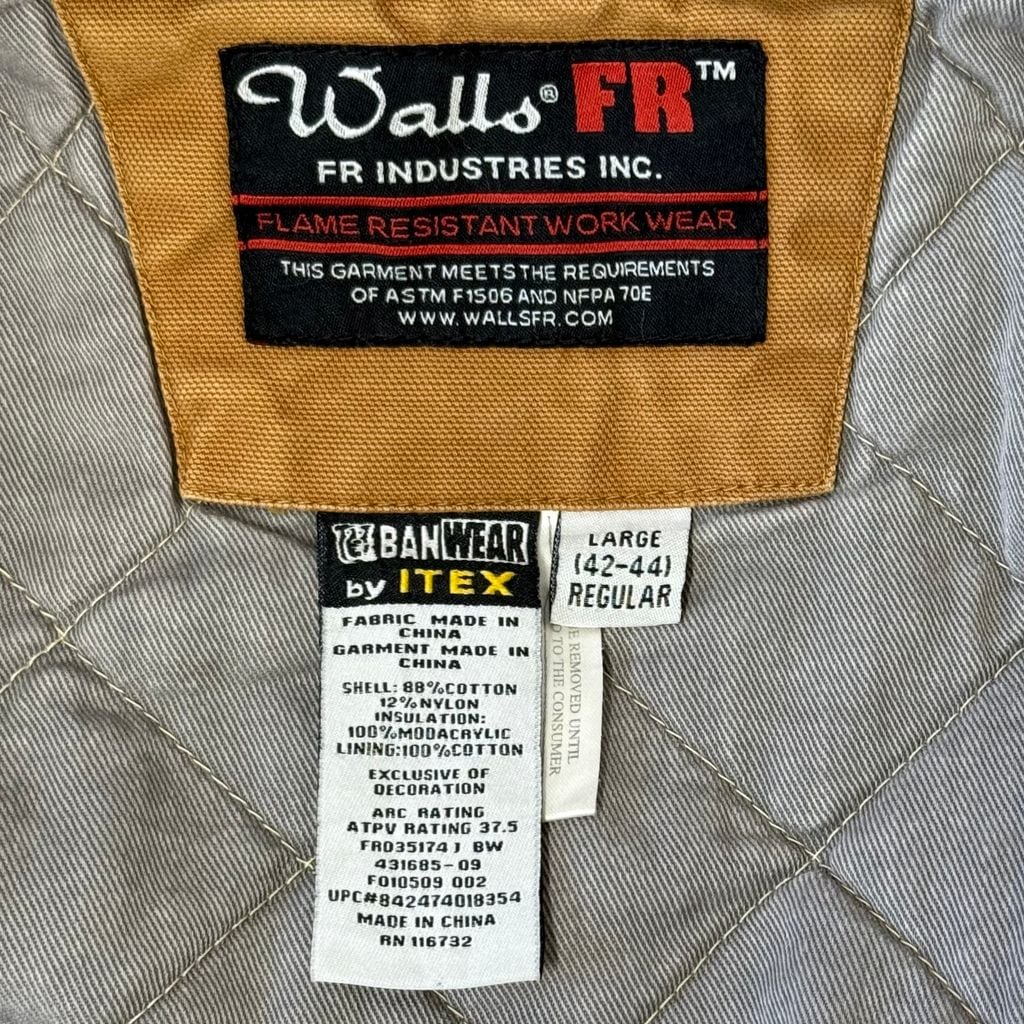 Walls® FR™
FR INDUSTRIES INC.
FLAME RESISTANT WORK WEAR
THIS GARMENT MEETS THE REQUIREMENTS
OF ASTM F1506 AND NFPA 70E
WWW.WALLSFR.COM
URBANWEAR
by ITEX
FABRIC MADE IN
CHINA
GARMENT MADE IN
CHINA
SHELL: 88%COTTON
12%NYLON
INSULATION:
100%MODACRYLIC
LINING:100%COTTON
EXCLUSIVE OF
DECORATION
ARC RATING
ATPV RATING 37.5
FRO35174J BW
431685-09
F010509 002
UPC#842474018354
MADE IN CHINA
RN 116732
LARGE
(42-44)
REGULAR
REMOVED UNTIL
TO THE CONSUMER